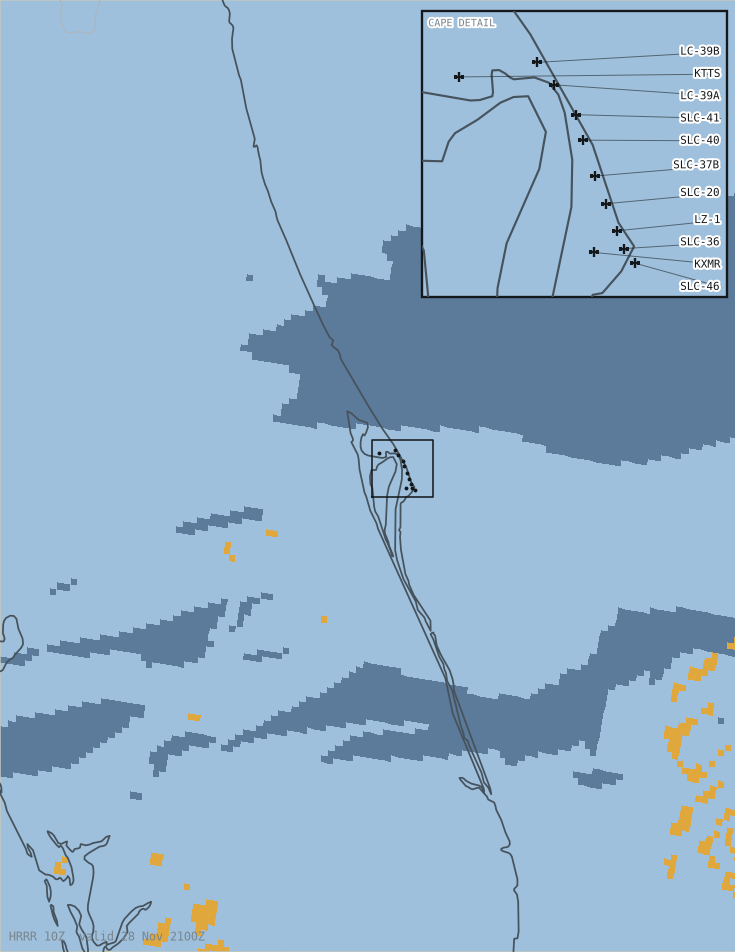 CAPE DETAIL
LC-39B
KTTS
LC-39A
SLC-41
SLC-40
SLC-37B
SLC-20
LZ-1
SLC-36
KXMR
SLC-46
HRRR 10Z valid 28 Nov 2100Z